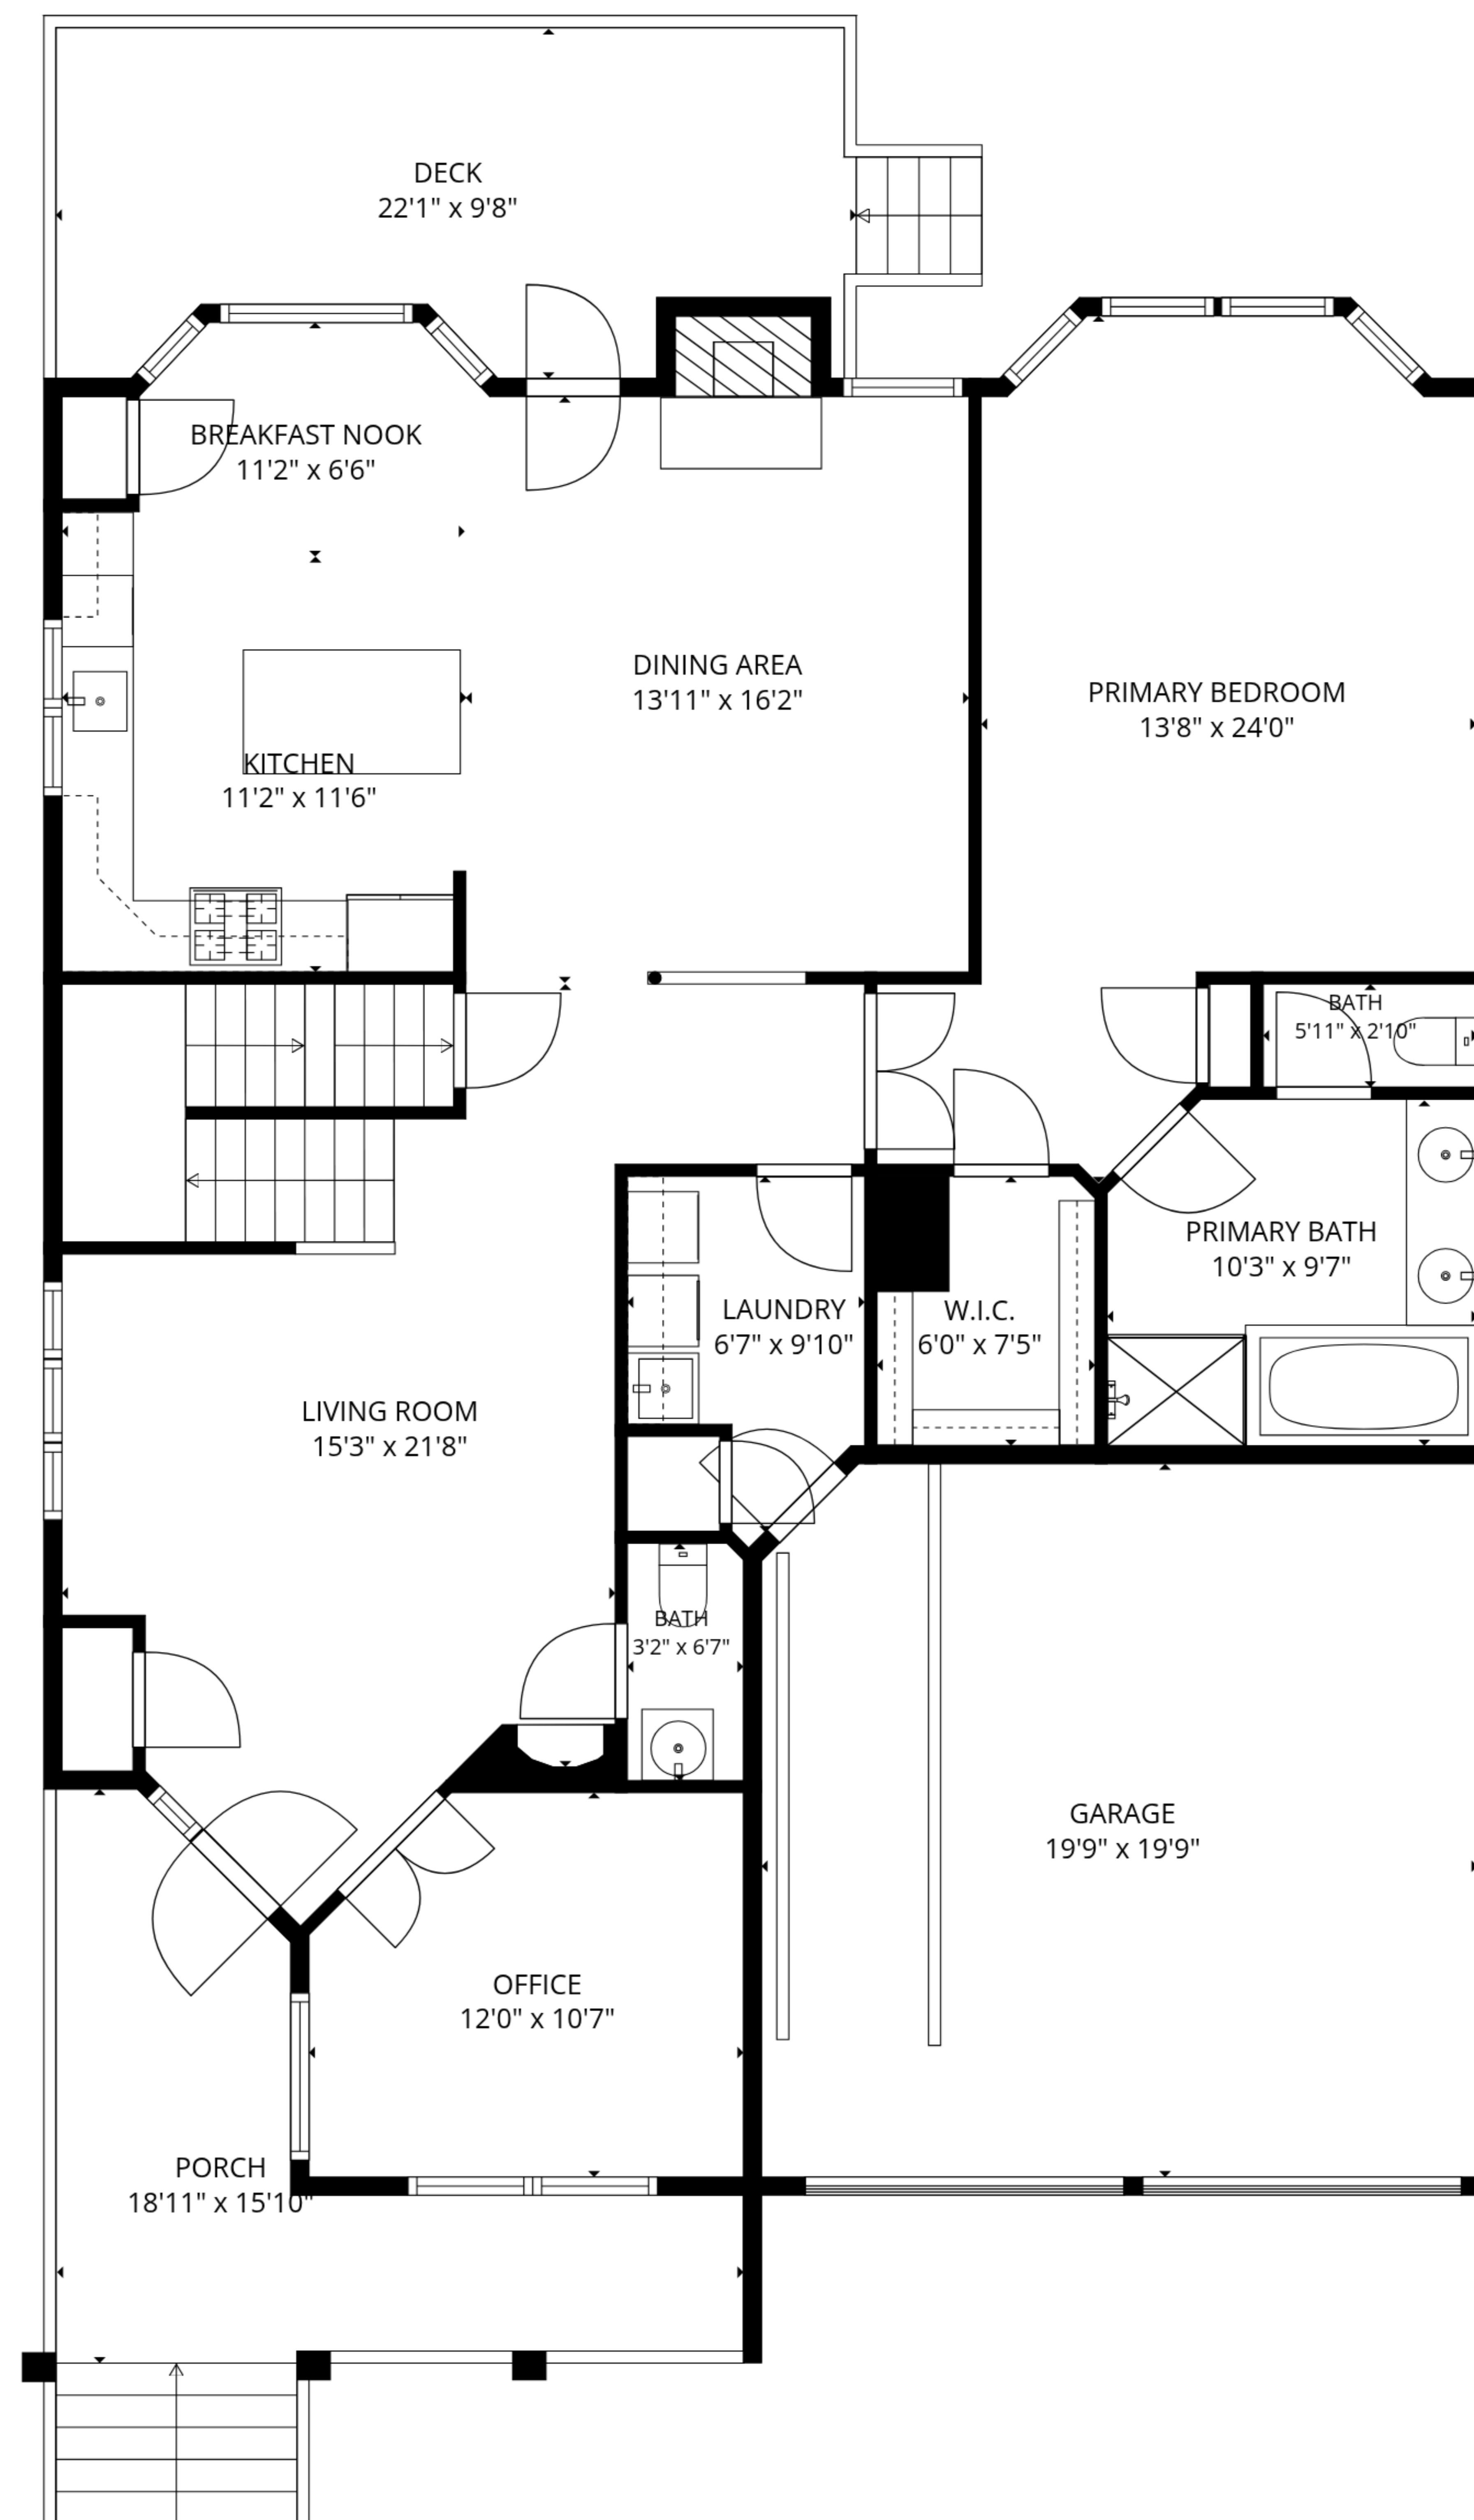 DECK
22'1" x 9'8"
BREAKFAST NOOK
11'2" x 6'6"
DINING AREA
13'11" x 16'2"
PRIMARY BEDROOM
13'8" x 24'0"
KITCHEN
11'2" x 11'6"
BATH
5'11" x 2'10"
PRIMARY BATH
10'3" x 9'7"
LAUNDRY
6'7" x 9'10"
W.I.C.
6'0" x 7'5"
LIVING ROOM
15'3" x 21'8"
BATH
3'2" x 6'7"
GARAGE
19'9" x 19'9"
OFFICE
12'0" x 10'7"
PORCH
18'11" x 15'10"